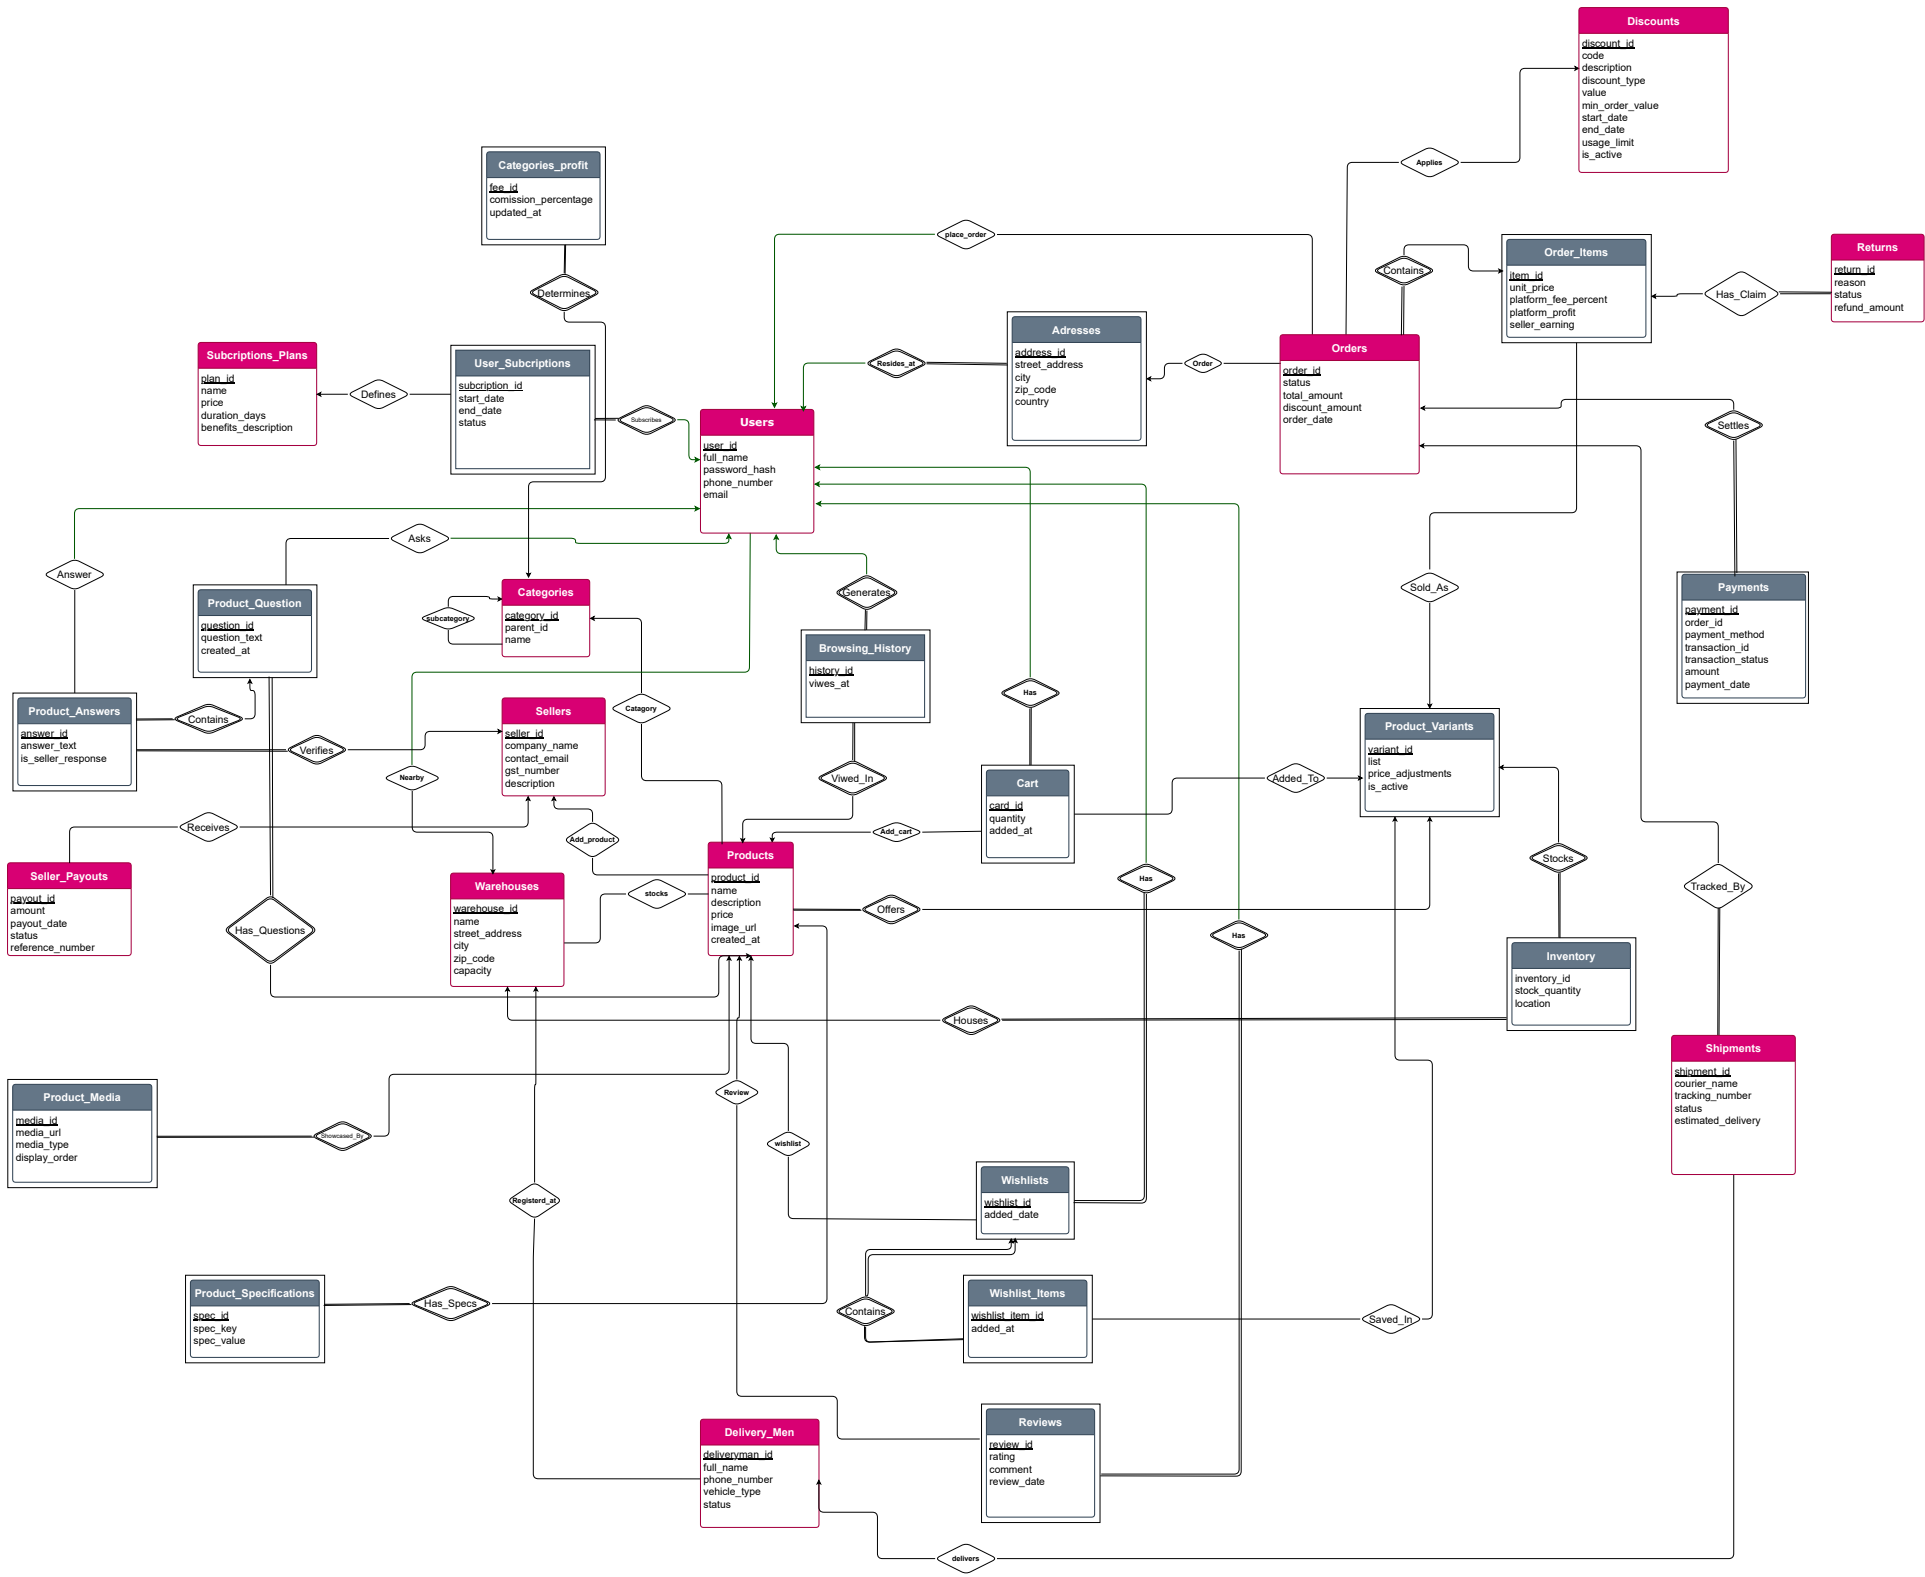 Discounts
discount_id
code
description
discount_type
value
min_order_value
start_date
end_date
usage_limit
is_active
Applies
Categories_profit
fee_id
comission_percentage
updated_at
Determines
place_order
Contains
Order_Items
item_id
unit_price
platform_fee_percent
platform_profit
seller_earning
Has_Claim
Returns
return_id
reason
status
refund_amount
Subcriptions_Plans
plan_id
name
price
duration_days
benefits_description
Defines
User_Subcriptions
subcription_id
start_date
end_date
status
Subscribes
Users
user_id
full_name
password_hash
phone_number
email
Resides_at
Adresses
address_id
street_address
city
zip_code
country
Order
Orders
order_id
status
total_amount
discount_amount
order_date
Settles
Payments
payment_id
order_id
payment_method
transaction_id
transaction_status
amount
payment_date
Answer
Asks
Product_Question
question_id
question_text
created_at
subcategory
Categories
category_id
parent_id
name
Generates
Sold_As
Browsing_History
history_id
viwes_at
Product_Answers
answer_id
answer_text
is_seller_response
Contains
Verifies
Sellers
seller_id
company_name
contact_email
gst_number
description
Catagory
Has
Nearby
Viwed_In
Cart
card_id
quantity
added_at
Added_To
Product_Variants
variant_id
list
price_adjustments
is_active
Receives
Add_product
Add_cart
Seller_Payouts
payout_id
amount
payout_date
status
reference_number
Has_Questions
Warehouses
warehouse_id
name
street_address
city
zip_code
capacity
stocks
Products
product_id
name
description
price
image_url
created_at
Offers
Has
Has
Stocks
Tracked_By
Inventory
inventory_id
stock_quantity
location
Houses
Shipments
shipment_id
courier_name
tracking_number
status
estimated_delivery
Product_Media
media_id
media_url
media_type
display_order
Showcased_By
Review
wishlist
Registerd_at
Wishlists
wishlist_id
added_date
Product_Specifications
spec_id
spec_key
spec_value
Has_Specs
Contains
Wishlist_Items
wishlist_item_id
added_at
Saved_In
Delivery_Men
deliveryman_id
full_name
phone_number
vehicle_type
status
Reviews
review_id
rating
comment
review_date
delivers